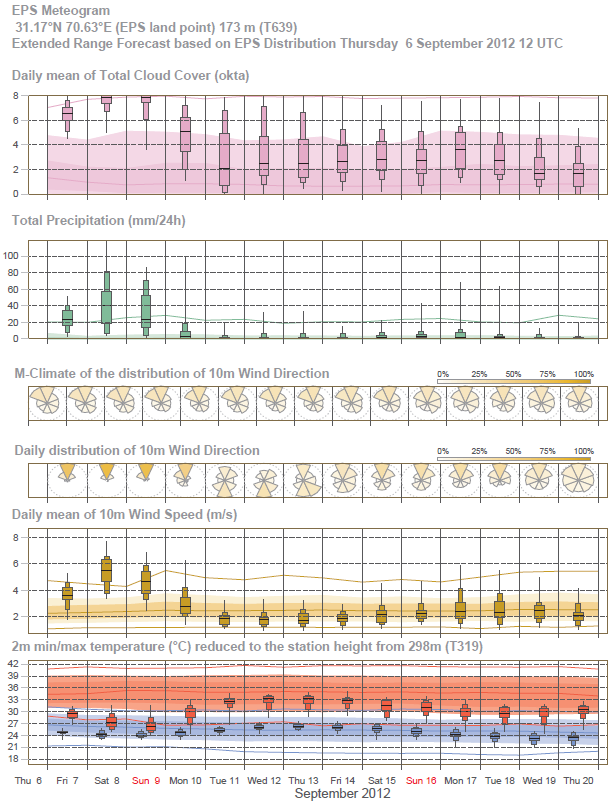 EPS Meteogram
31.17°N 70.63°E (EPS land point) 173 m (T639)
Extended Range Forecast based on EPS Distribution Thursday 6 September 2012 12 UTC
Daily mean of Total Cloud Cover (okta)
8
6
4
2
0
Total Precipitation (mm/24h)
100
80
60
40
20
0
M-Climate of the distribution of 10m Wind Direction
0% 25% 50% 75% 100%
Daily distribution of 10m Wind Direction
0% 25% 50% 75% 100%
Daily mean of 10m Wind Speed (m/s)
8
6
4
2
2m min/max temperature (°C) reduced to the station height from 298m (T319)
42
39
36
33
30
27
24
21
18
Thu 6 Fri 7 Sat 8 Sun 9 Mon 10 Tue 11 Wed 12 Thu 13 Fri 14 Sat 15 Sun 16 Mon 17 Tue 18 Wed 19 Thu 20
September 2012